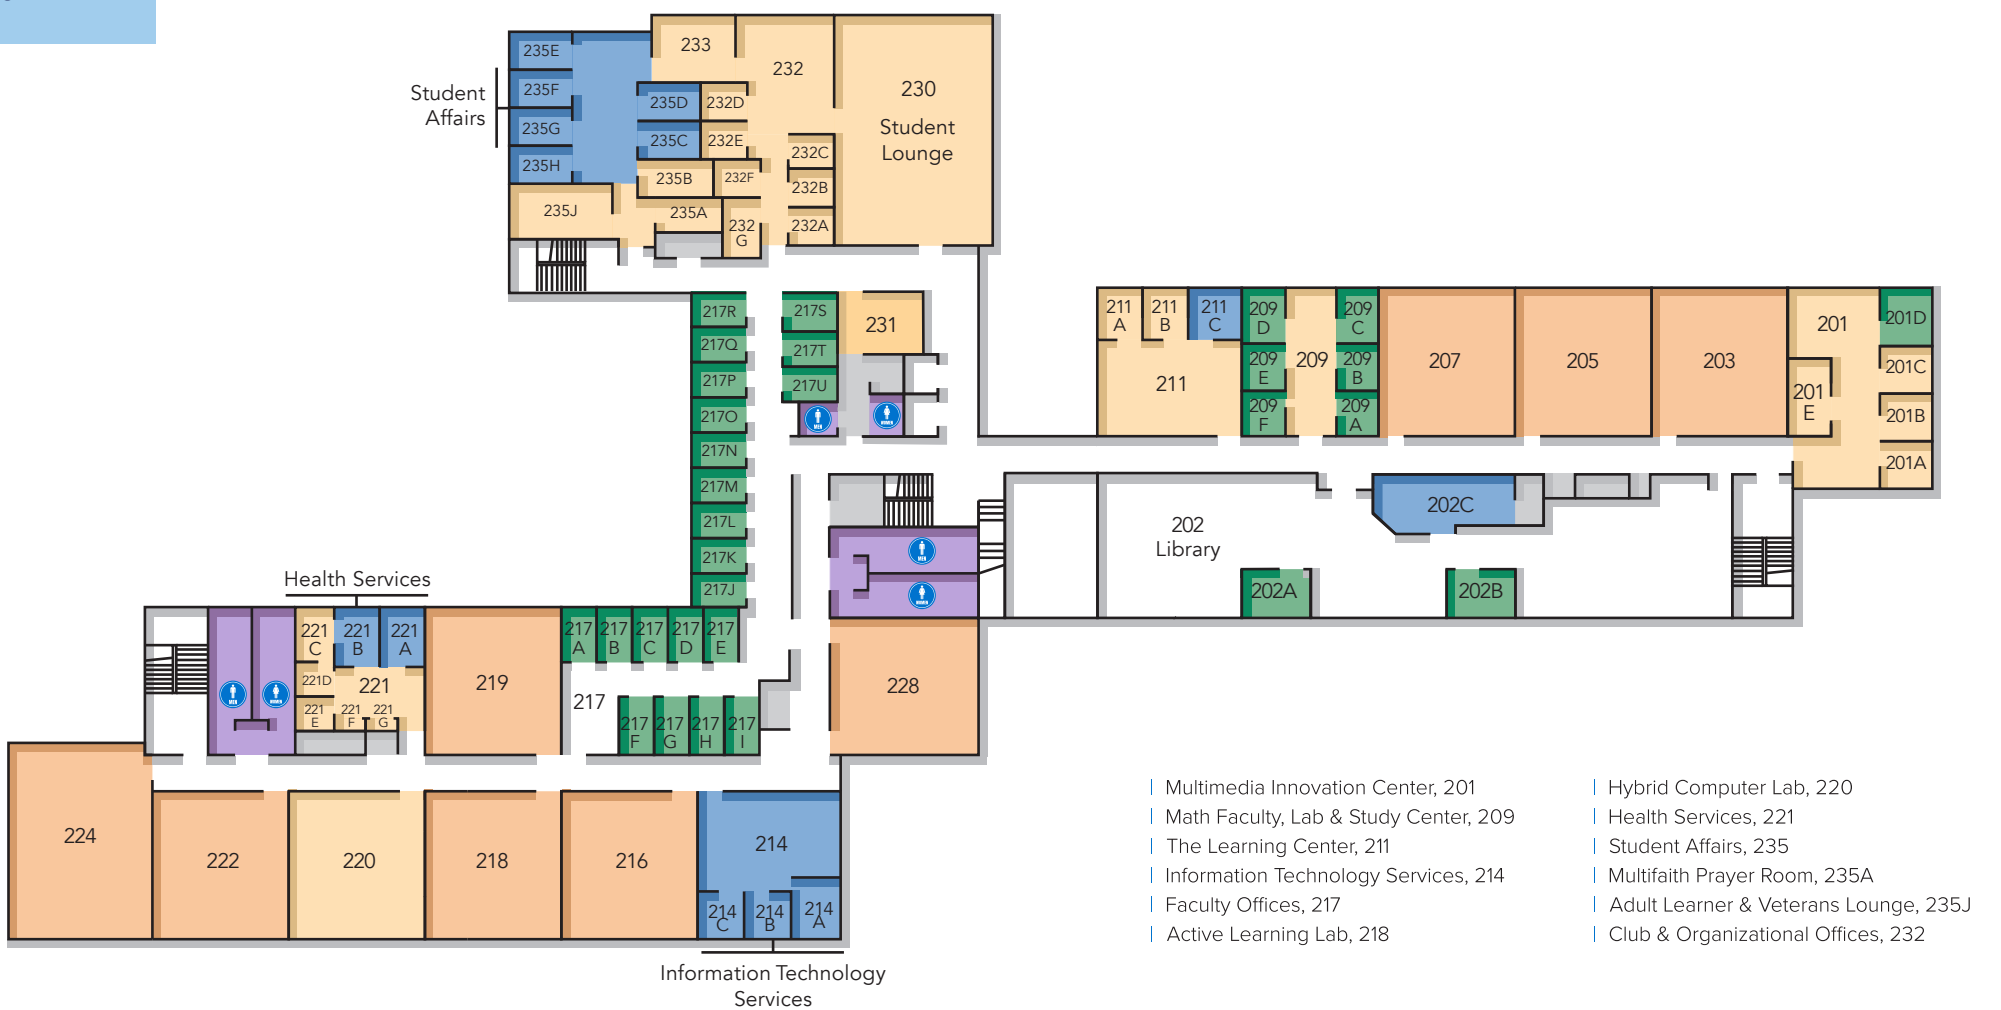 235E
235F
235G
235H
Student
Affairs
235D
235C
235B
235A
235J
233
232
232D
232E
232F
232
G
232C
232B
232A
230
Student
Lounge
217R
217Q
217P
217O
217N
217M
217L
217K
217J
217S
217T
217U
231
MEN
WOMEN
211
A
211
B
211
C
211
209
D
209
E
209
F
209
209
C
209
B
209
A
207
205
203
201
201
E
201D
201C
201B
201A
202
Library
202C
202A
202B
MEN
WOMEN
Health Services
221
C
221
B
221
A
221D
221
221
E
221
F
221
G
MEN
WOMEN
219
217
A
217
B
217
C
217
D
217
E
217
217
F
217
G
217
H
217
I
228
224
222
220
218
216
214
214
C
214
B
214
A
Information Technology
Services
Multimedia Innovation Center, 201
Math Faculty, Lab & Study Center, 209
The Learning Center, 211
Information Technology Services, 214
Faculty Offices, 217
Active Learning Lab, 218
Hybrid Computer Lab, 220
Health Services, 221
Student Affairs, 235
Multifaith Prayer Room, 235A
Adult Learner & Veterans Lounge, 235J
Club & Organizational Offices, 232